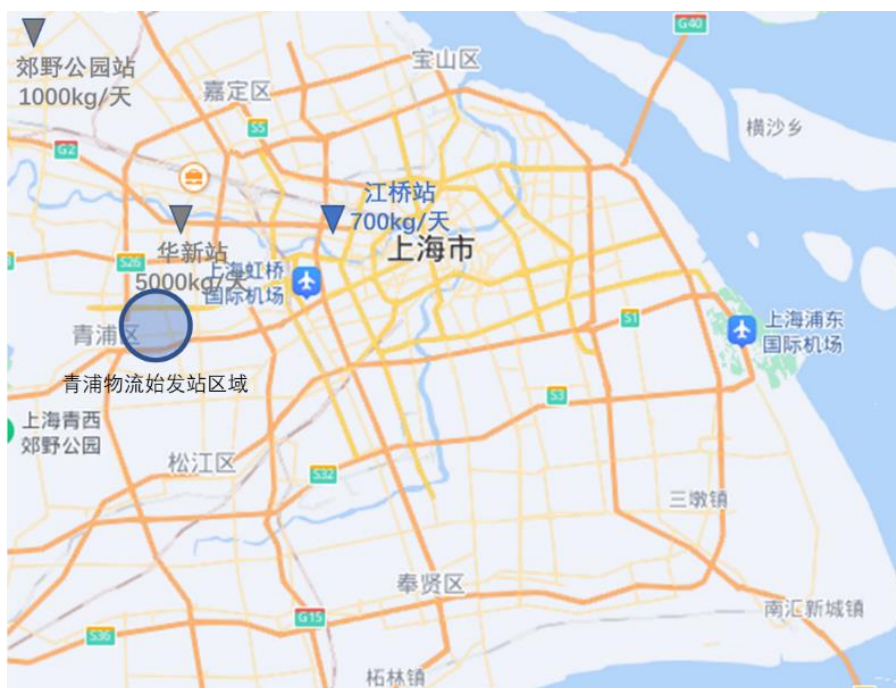 G40
宝山区
郊野公园站
1000kg/天
嘉定区
横沙乡
S5
G2
江桥站
700kg/天
华新站
5000kg/天
上海市
S26
上海虹桥
国际机场
S1
上海浦东
国际机场
青浦区
青浦物流始发站区域
S3
上海青西
郊野公园
松江区
S32
三墩镇
奉贤区
南汇新城镇
G15
S36
柘林镇